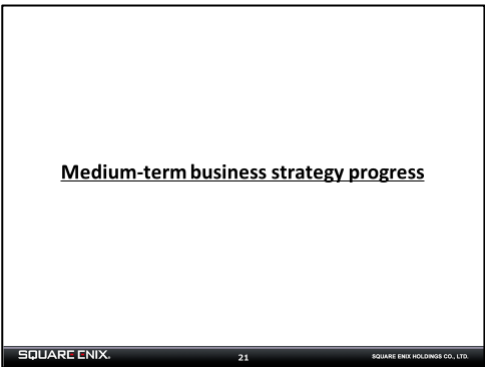 Medium-term business strategy progress
SQUARE ENIX.
21
SQUARE ENIX HOLDINGS CO., LTD.